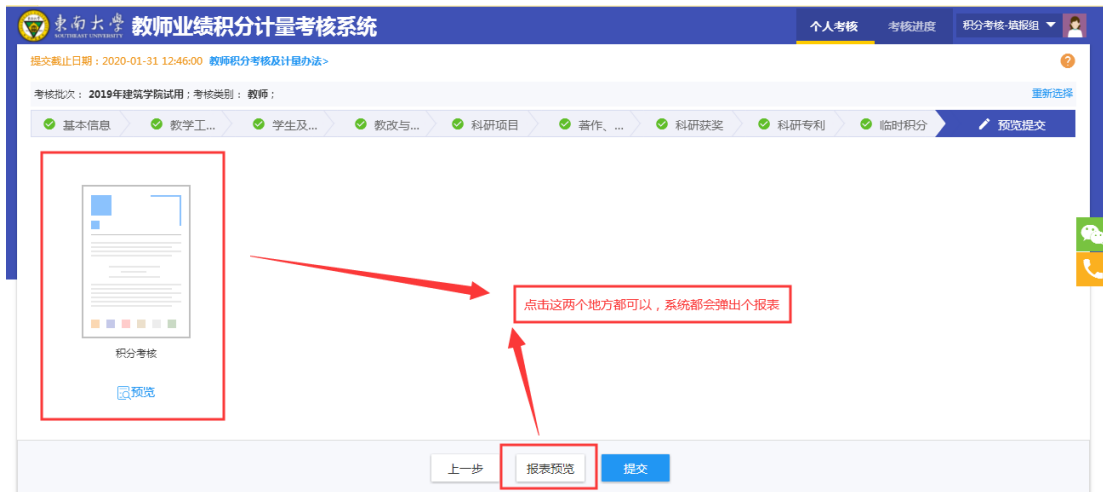 東南大學 教师业绩积分计量考核系统 个人考核 考核进度 积分考核-填报组
SOUTHEAST UNIVERSITY
提交截止日期：2020-01-31 12:46:00 教师积分考核及计量办法>
考核批次： 2019年建筑学院试用；考核类别： 教师； 重新选择
基本信息 教学工... 学生及... 教改与... 科研项目 著作、... 科研获奖 科研专利 临时积分 预览提交
点击这两个地方都可以，系统都会弹出个报表
积分考核
预览
上一步 报表预览 提交